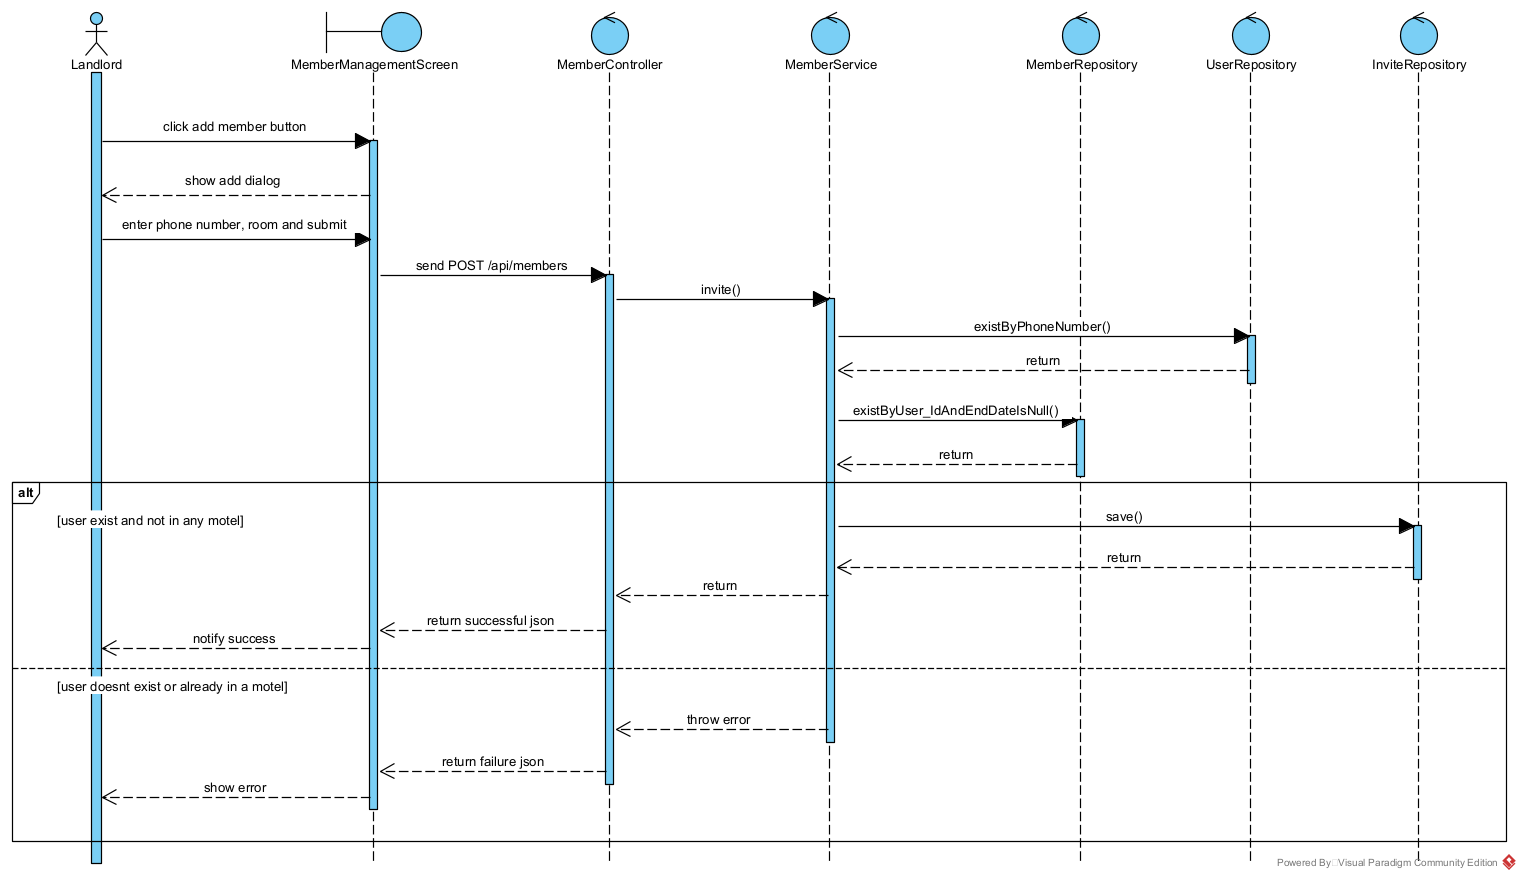 Landlord
MemberManagementScreen
MemberController
MemberService
MemberRepository
UserRepository
InviteRepository
click add member button
show add dialog
enter phone number, room and submit
send POST /api/members
invite()
existByPhoneNumber()
return
existByUser_IdAndEndDateIsNull()
return
alt
[user exist and not in any motel]
save()
return
return
return successful json
notify success
[user doesnt exist or already in a motel]
throw error
return failure json
show error
Powered By Visual Paradigm Community Edition